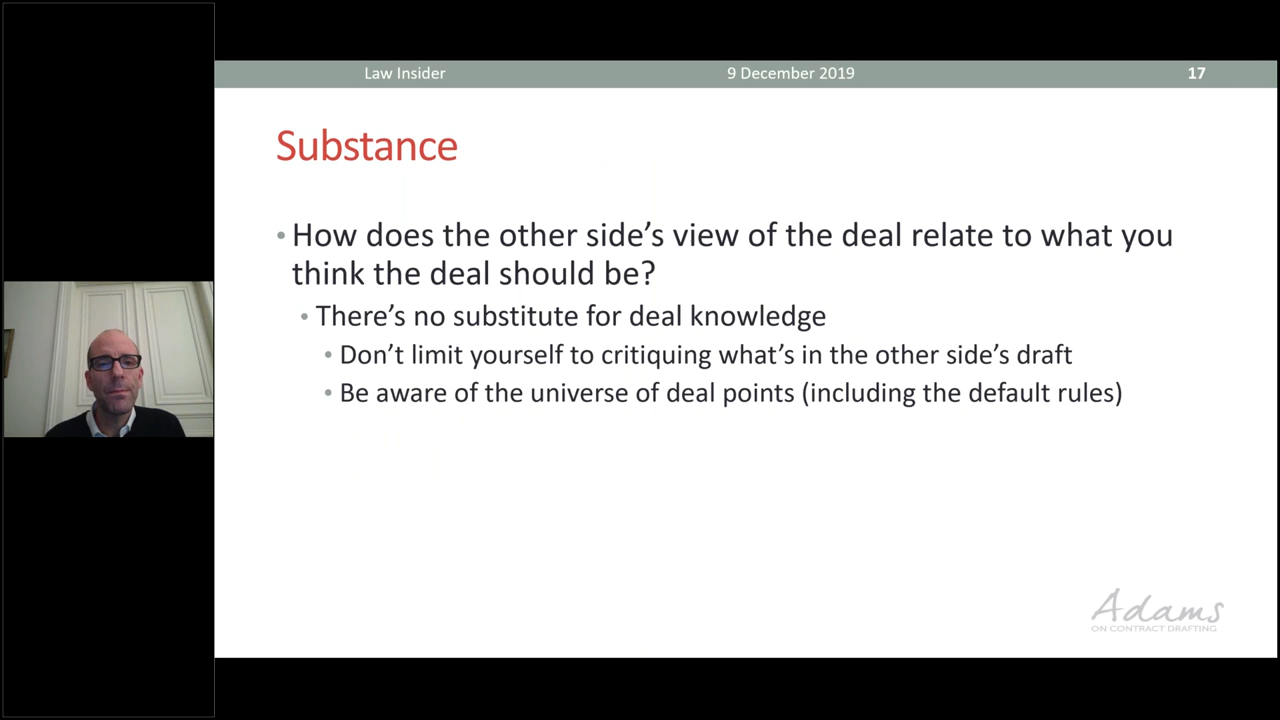 Law Insider 9 December 2019 17
Substance
• How does the other side’s view of the deal relate to what you
think the deal should be?
• There’s no substitute for deal knowledge
• Don’t limit yourself to critiquing what’s in the other side’s draft
• Be aware of the universe of deal points (including the default rules)
Adams
ON CONTRACT DRAFTING